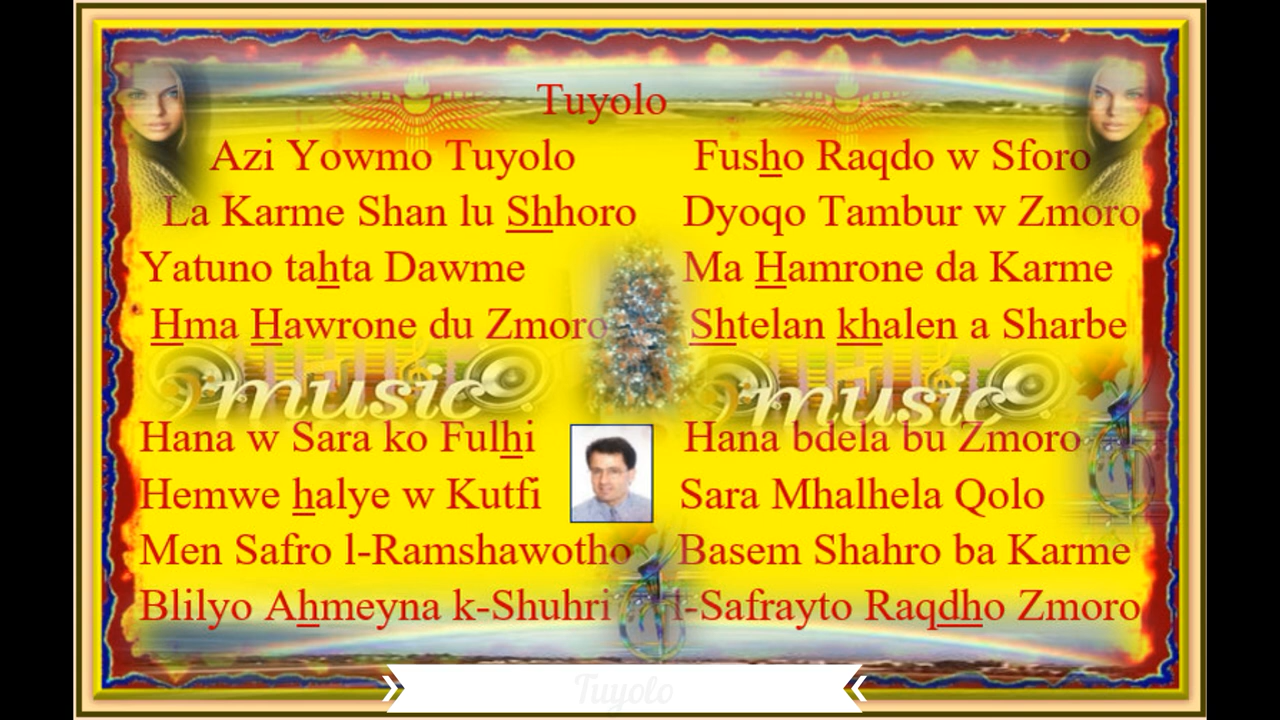 Tuyolo
Azi Yowmo Tuyolo
La Karme Shan lu Shhoro
Yatuno tahta Dawme
Hma Hawrone du Zmoro
Fusho Raqdo w Sforo
Dyoqo Tambur w Zmoro
Ma Hamrone da Karme
Shtelan khalen a Sharbe
music
music
Hana w Sara ko Fulhi
Hemwe halye w Kutfi
Men Safro l-Ramshawotho
Blilyo Ahmeyna k-Shuhri
Hana bdela bu Zmoro
Sara Mhalhela Qolo
Basem Shahro ba Karme
l-Safrayto Raqdho Zmoro
Tuyolo